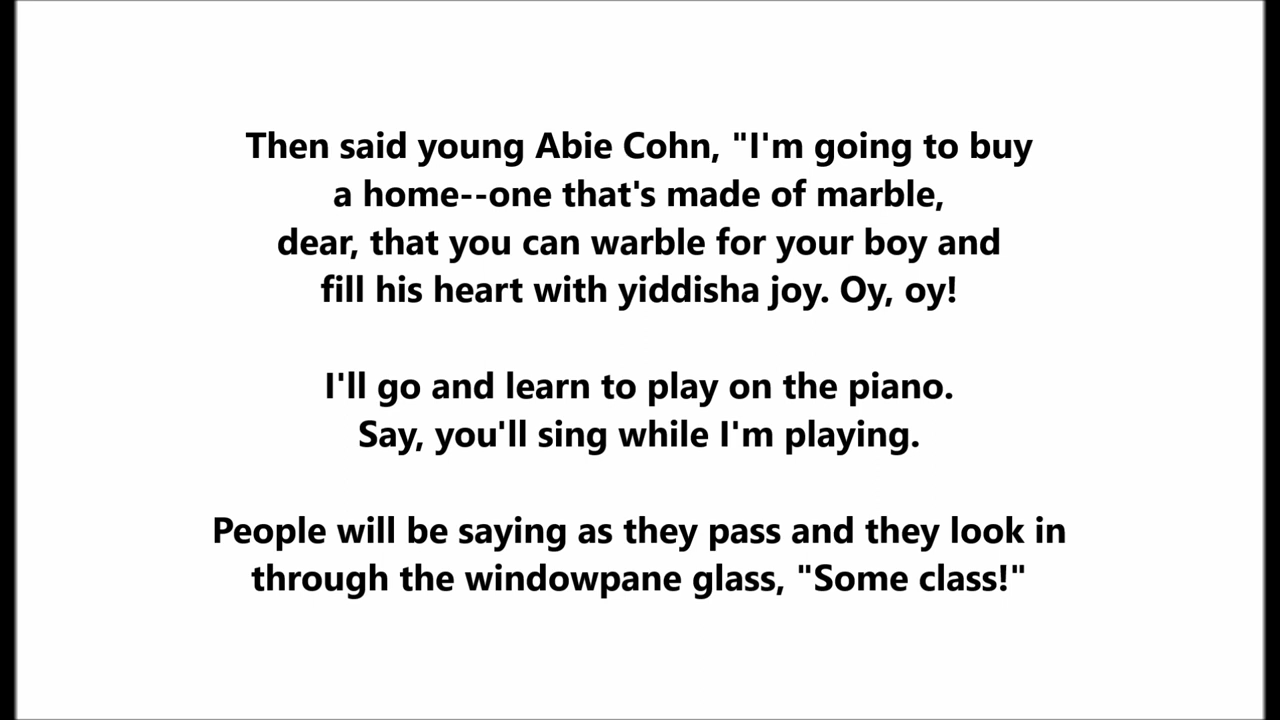 Then said young Abie Cohn, "I'm going to buy
a home--one that's made of marble,
dear, that you can warble for your boy and
fill his heart with yiddisha joy. Oy, oy!
I'll go and learn to play on the piano.
Say, you'll sing while I'm playing.
People will be saying as they pass and they look in
through the windowpane glass, "Some class!"